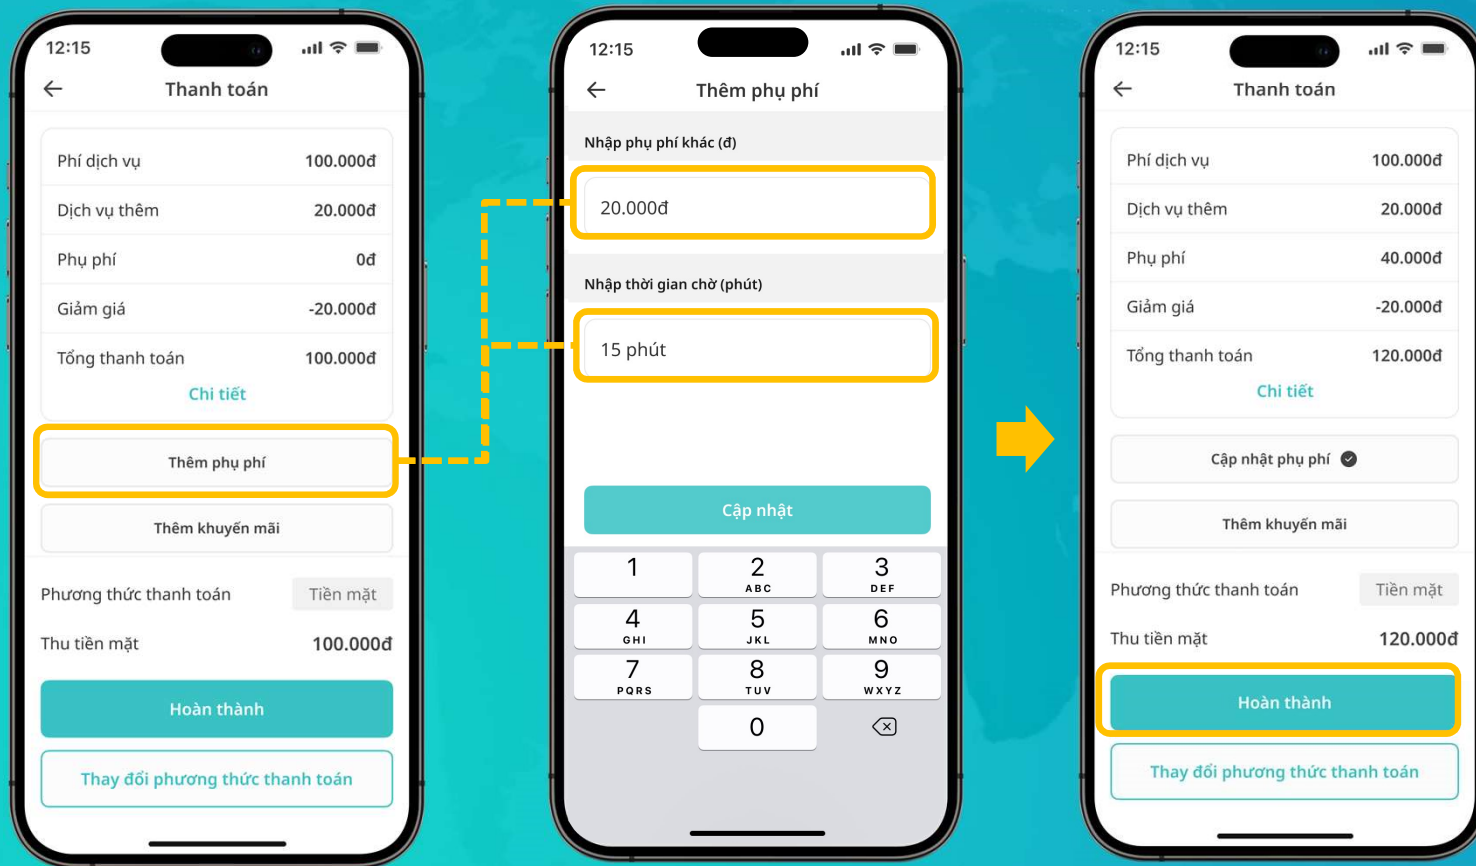 12:15
Thanh toán
Phí dịch vụ 100.000đ
Dịch vụ thêm 20.000đ
Phụ phí 0đ
Giảm giá -20.000đ
Tổng thanh toán 100.000đ
Chi tiết
Thêm phụ phí
Thêm khuyến mãi
Phương thức thanh toán Tiền mặt
Thu tiền mặt 100.000đ
Hoàn thành
Thay đổi phương thức thanh toán
12:15
Thêm phụ phí
Nhập phụ phí khác (đ)
20.000đ
Nhập thời gian chờ (phút)
15 phút
Cập nhật
1 2 3
ABC DEF
4 5 6
GHI JKL MNO
7 8 9
PQRS TUV WXYZ
0
12:15
Thanh toán
Phí dịch vụ 100.000đ
Dịch vụ thêm 20.000đ
Phụ phí 40.000đ
Giảm giá -20.000đ
Tổng thanh toán 120.000đ
Chi tiết
Cập nhật phụ phí
Thêm khuyến mãi
Phương thức thanh toán Tiền mặt
Thu tiền mặt 120.000đ
Hoàn thành
Thay đổi phương thức thanh toán